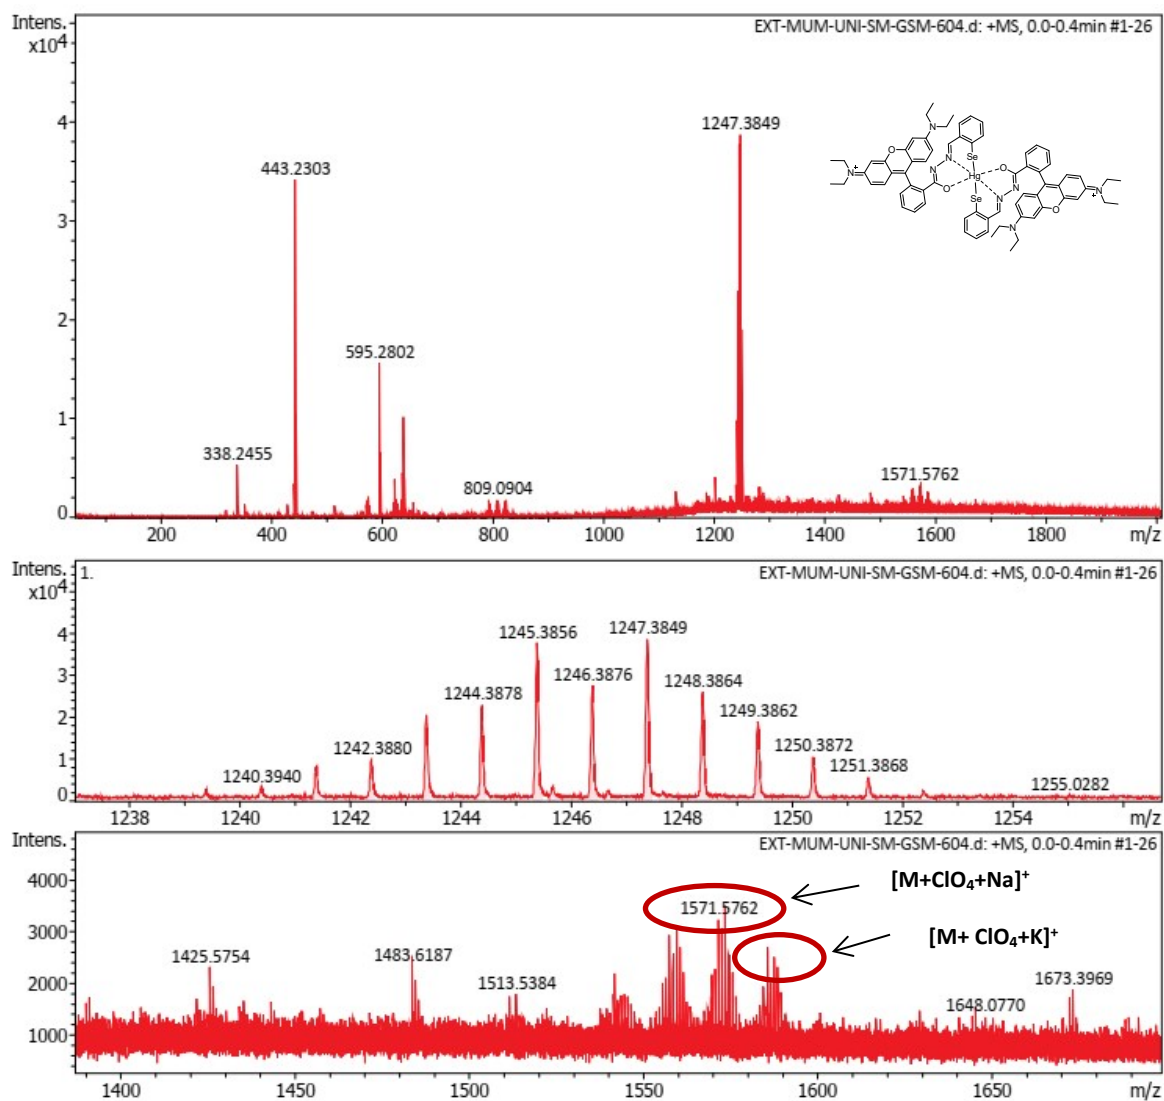 Intens.
x10⁴
EXT-MUM-UNI-SM-GSM-604.d: +MS, 0.0-0.4min #1-26
4
3
2
1
0
1247.3849
443.2303
595.2802
338.2455
809.0904
1571.5762
N
O
N⁺
N
N
O
Se
Hg
Se
O
N
N
N⁺
O
N
200 400 600 800 1000 1200 1400 1600 1800 m/z
Intens.
x10⁴
1.
EXT-MUM-UNI-SM-GSM-604.d: +MS, 0.0-0.4min #1-26
4
3
2
1
0
1240.3940
1242.3880
1244.3878
1245.3856
1246.3876
1247.3849
1248.3864
1249.3862
1250.3872
1251.3868
1255.0282
1238 1240 1242 1244 1246 1248 1250 1252 1254 m/z
Intens.
EXT-MUM-UNI-SM-GSM-604.d: +MS, 0.0-0.4min #1-26
4000
3000
2000
1000
[M+ClO₄+Na]⁺
[M+ ClO₄+K]⁺
1425.5754
1483.6187
1513.5384
1571.5762
1648.0770
1673.3969
1400 1450 1500 1550 1600 1650 m/z